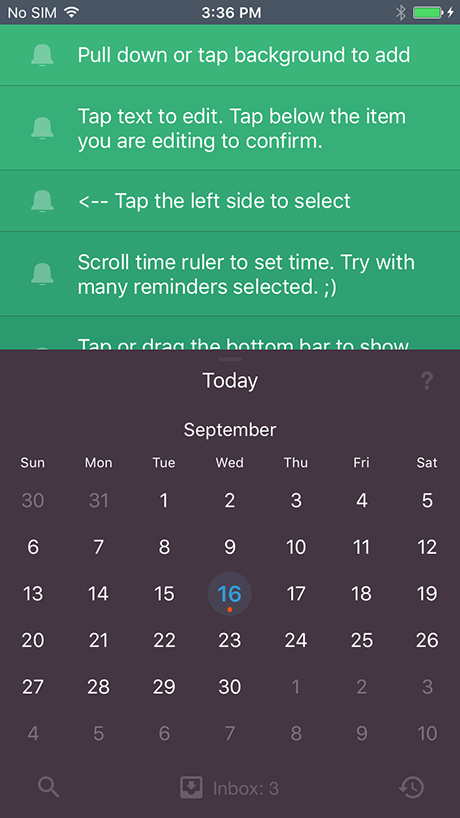 No SIM 3:36 PM
Pull down or tap background to add
Tap text to edit. Tap below the item
you are editing to confirm.
<-- Tap the left side to select
Scroll time ruler to set time. Try with
many reminders selected. ;)
Tap or drag the bottom bar to show
Today ?
September
Sun Mon Tue Wed Thu Fri Sat
30 31 1 2 3 4 5
6 7 8 9 10 11 12
13 14 15 16 17 18 19
20 21 22 23 24 25 26
27 28 29 30 1 2 3
4 5 6 7 8 9 10
Inbox: 3